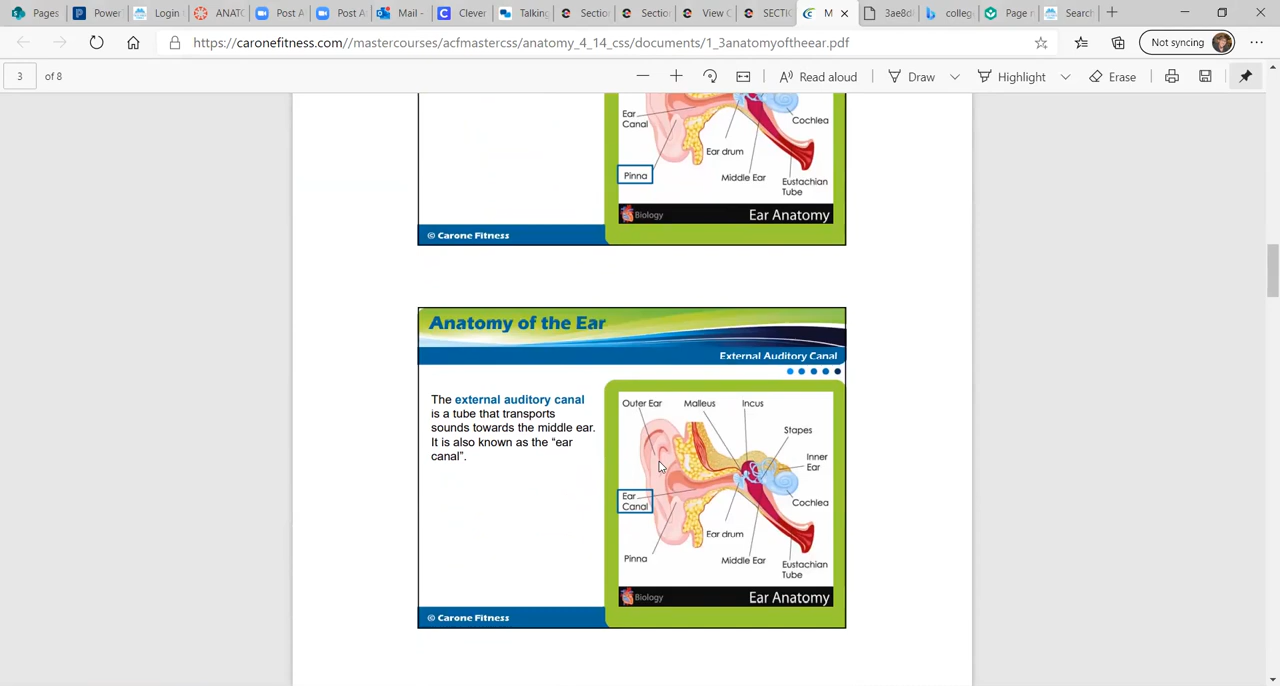 Pages
Power
Login
ANATO
Post A
Post A
Mail -
Clever
Talking
Section
Section
View C
SECTIO
M
3ae8d
colleg
Page n
Search
https://caronefitness.com//mastercourses/acfmastercss/anatomy_4_14_css/documents/1_3anatomyoftheear.pdf
Not syncing
3 of 8
Read aloud
Draw
Highlight
Erase
Ear
Canal
Cochlea
Ear drum
Pinna
Middle Ear
Eustachian
Tube
Biology
Ear Anatomy
© Carone Fitness
Anatomy of the Ear
External Auditory Canal
The external auditory canal
is a tube that transports
sounds towards the middle ear.
It is also known as the “ear
canal”.
Outer Ear
Malleus
Incus
Stapes
Inner
Ear
Ear
Canal
Cochlea
Ear drum
Pinna
Middle Ear
Eustachian
Tube
Biology
Ear Anatomy
© Carone Fitness